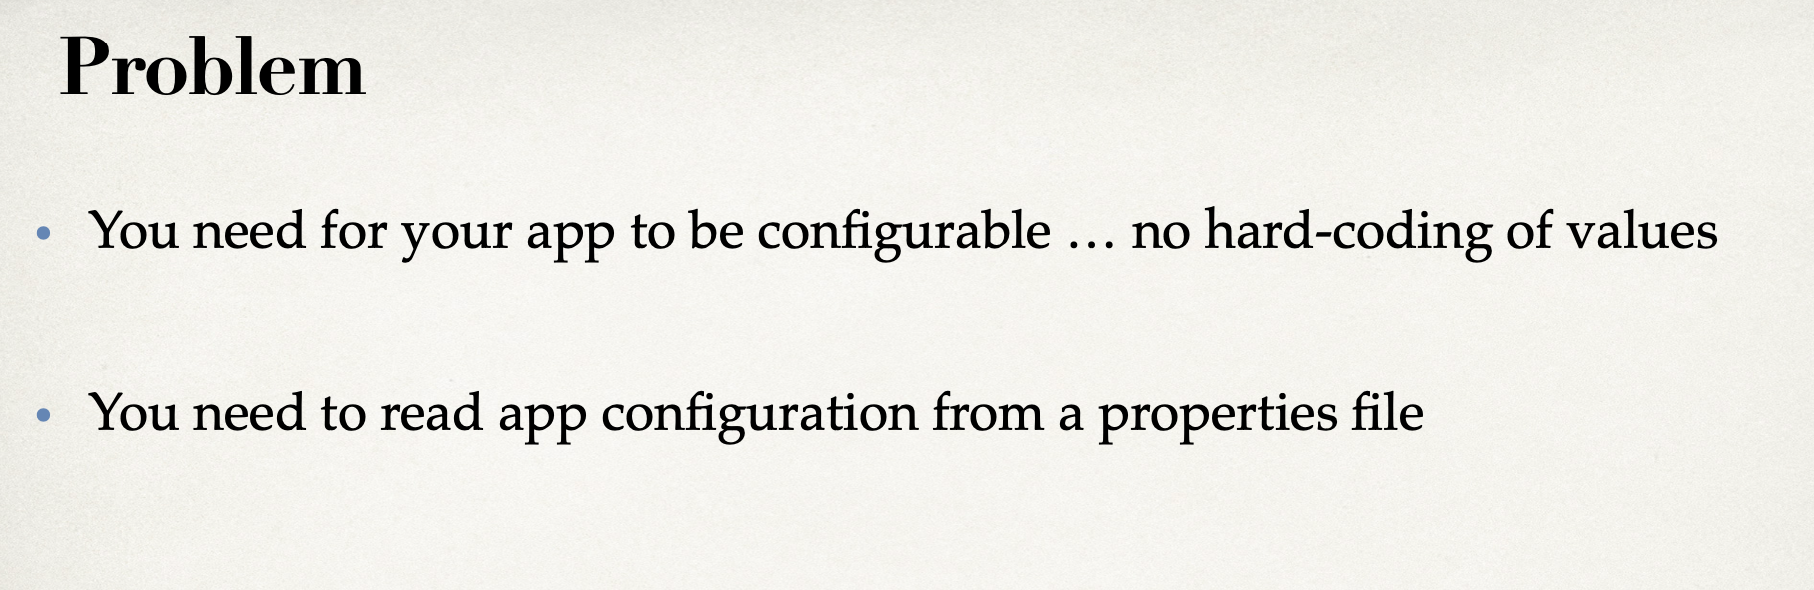 Problem
• You need for your app to be configurable … no hard-coding of values
• You need to read app configuration from a properties file